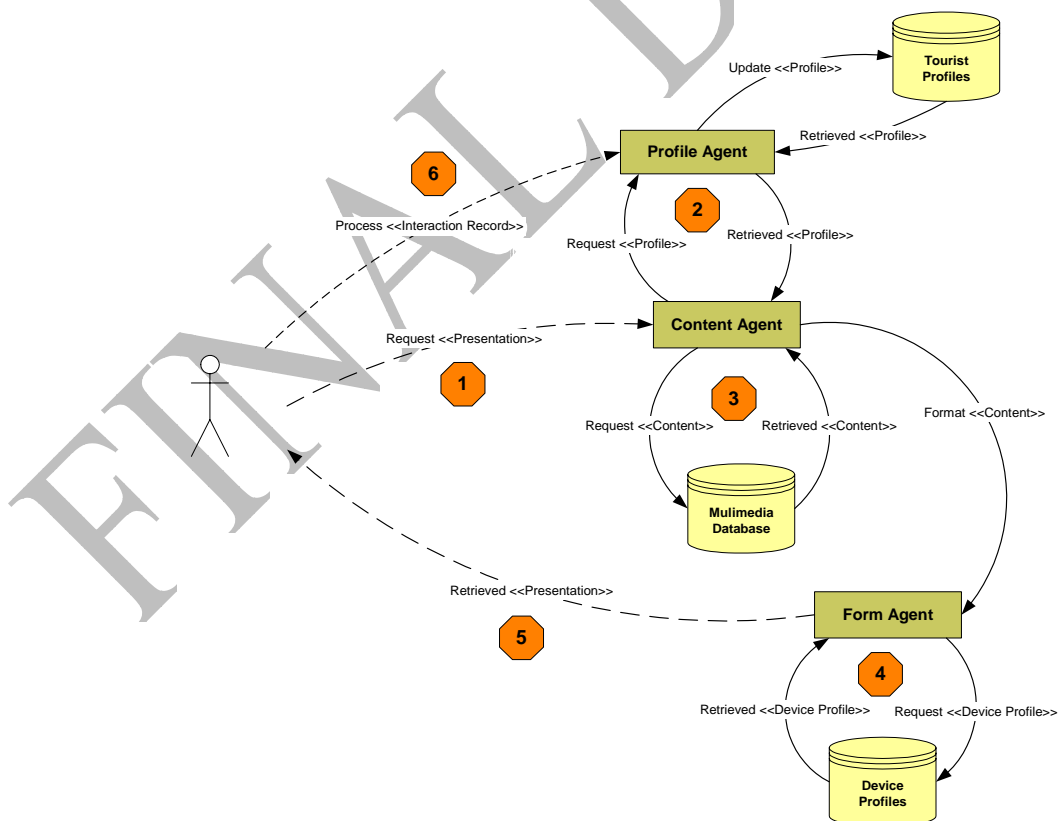 Tourist
Profiles
Update <<Profile>>
Retrieved <<Profile>>
Profile Agent
6
2
Process <<Interaction Record>>
Request <<Profile>>
Retrieved <<Profile>>
Content Agent
Request <<Presentation>>
1
3
Request <<Content>>
Retrieved <<Content>>
Format <<Content>>
Mulimedia
Database
Retrieved <<Presentation>>
5
Form Agent
4
Retrieved <<Device Profile>>
Request <<Device Profile>>
Device
Profiles
FINAL